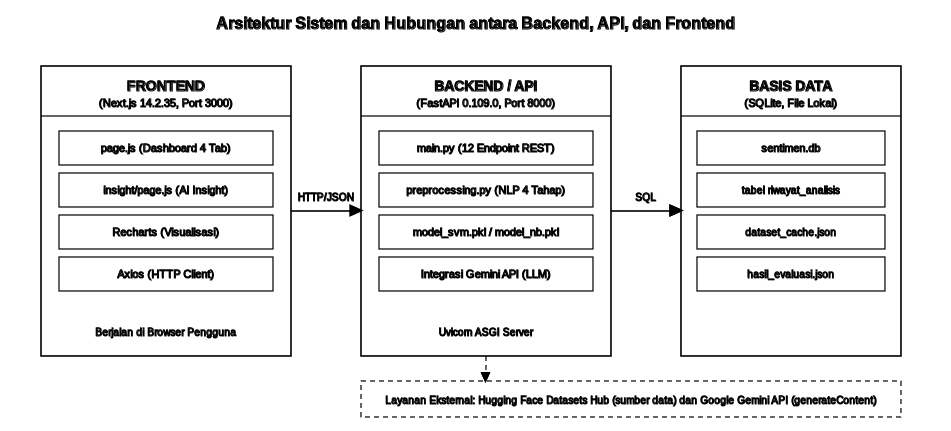 Arsitektur Sistem dan Hubungan antara Backend, API, dan Frontend
FRONTEND
(Next.js 14.2.35, Port 3000)
page.js (Dashboard 4 Tab)
insight/page.js (AI Insight)
Recharts (Visualisasi)
Axios (HTTP Client)
Berjalan di Browser Pengguna
HTTP/JSON
BACKEND / API
(FastAPI 0.109.0, Port 8000)
main.py (12 Endpoint REST)
preprocessing.py (NLP 4 Tahap)
model_svm.pkl / model_nb.pkl
Integrasi Gemini API (LLM)
Uvicorn ASGI Server
SQL
BASIS DATA
(SQLite, File Lokal)
sentimen.db
tabel riwayat_analisis
dataset_cache.json
hasil_evaluasi.json
Layanan Eksternal: Hugging Face Datasets Hub (sumber data) dan Google Gemini API (generateContent)